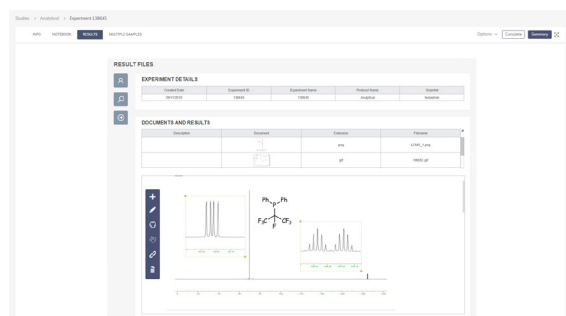 Studies > Analytical > Experiment 138645
INFO NOTEBOOK RESULTS MULTIPLE SAMPLES Options Complete Summary
RESULT FILES
EXPERIMENT DETAILS
Created Date Experiment ID Experiment Name Protocol Name Scientist
138645 138645 Analytical
DOCUMENTS AND RESULTS
Description Document Extension Filename
png
gif
Ph P Ph
F₃C CF₃
F